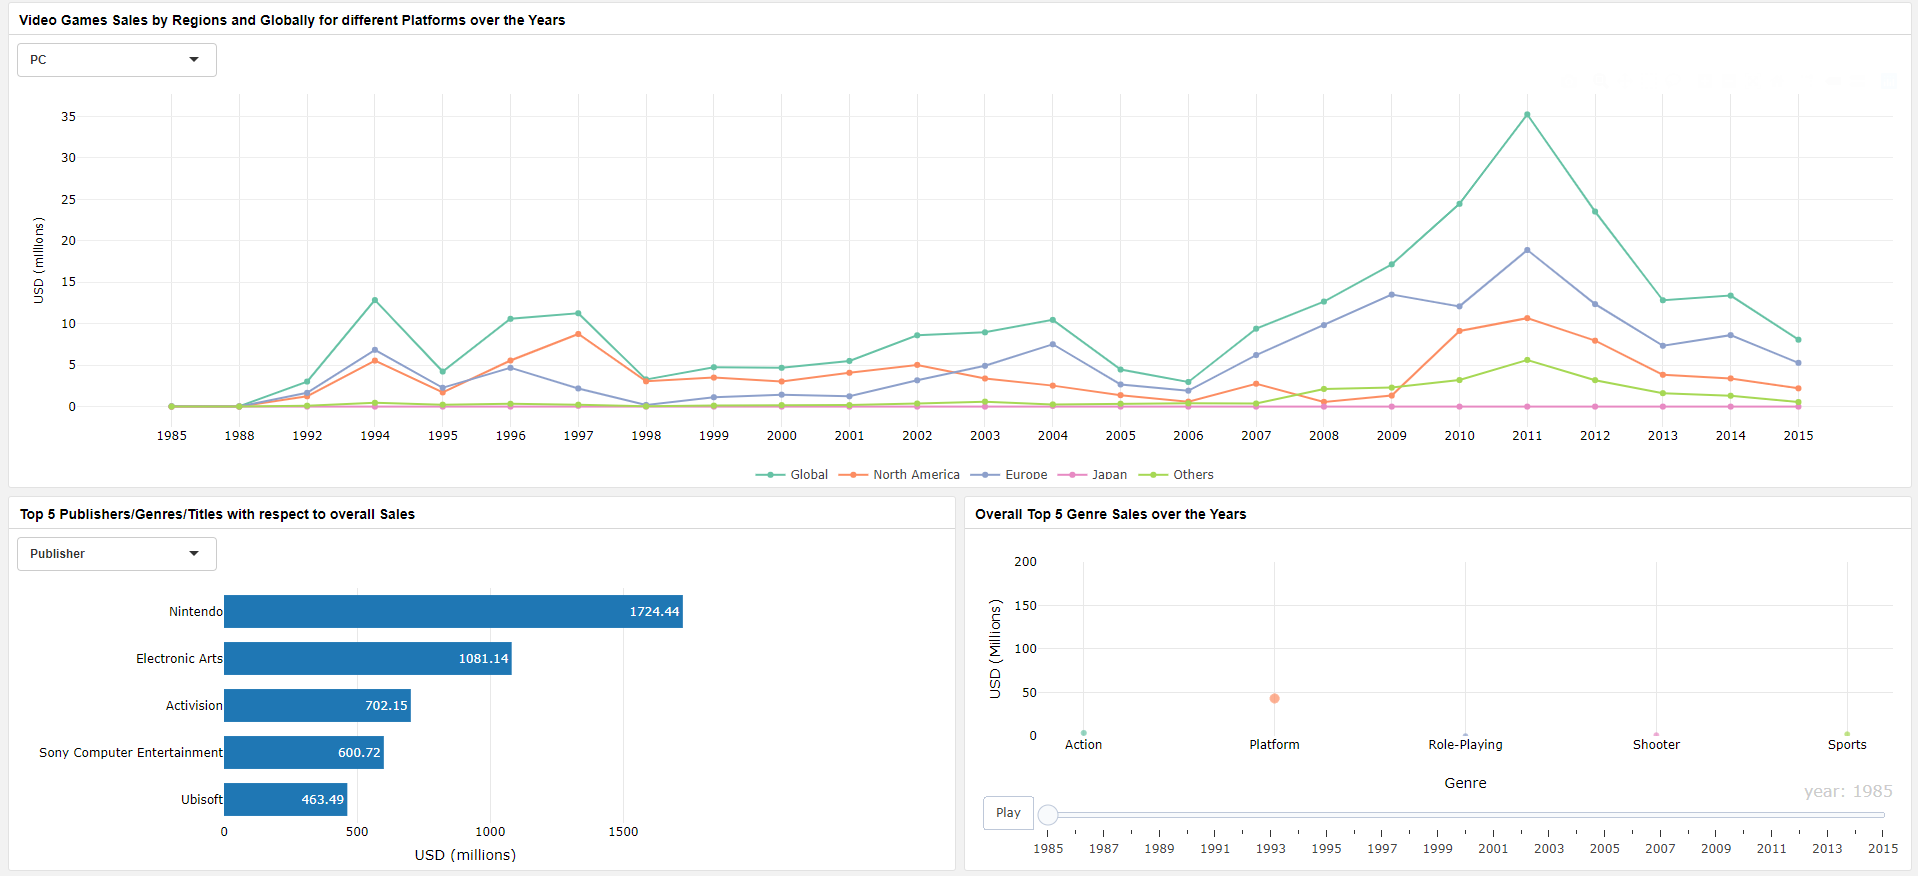 Video Games Sales by Regions and Globally for different Platforms over the Years
PC
35
30
25
20
15
10
5
0
USD (millions)
1985 1988 1992 1994 1995 1996 1997 1998 1999 2000 2001 2002 2003 2004 2005 2006 2007 2008 2009 2010 2011 2012 2013 2014 2015
Global North America Europe Japan Others
Top 5 Publishers/Genres/Titles with respect to overall Sales
Publisher
Nintendo 1724.44
Electronic Arts 1081.14
Activision 702.15
Sony Computer Entertainment 600.72
Ubisoft 463.49
0 500 1000 1500
USD (millions)
Overall Top 5 Genre Sales over the Years
200
150
100
50
0
USD (Millions)
Action Platform Role-Playing Shooter Sports
Genre
year: 1985
Play
1985 1987 1989 1991 1993 1995 1997 1999 2001 2003 2005 2007 2009 2011 2013 2015